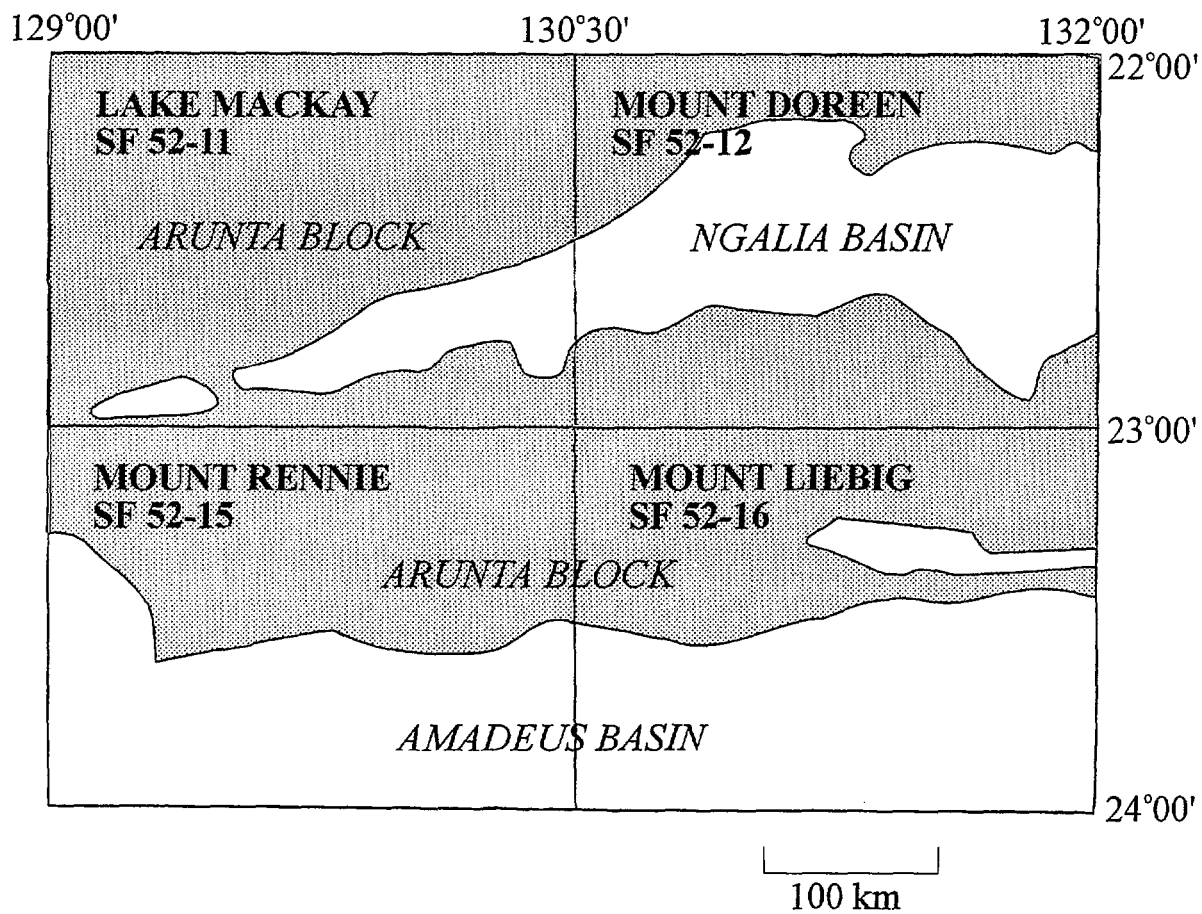 129°00'
130°30'
132°00'
22°00'
LAKE MACKAY
SF 52-11
MOUNT DOREEN
SF 52-12
ARUNTA BLOCK
NGALIA BASIN
23°00'
MOUNT RENNIE
SF 52-15
MOUNT LIEBIG
SF 52-16
ARUNTA BLOCK
AMADEUS BASIN
24°00'
100 km